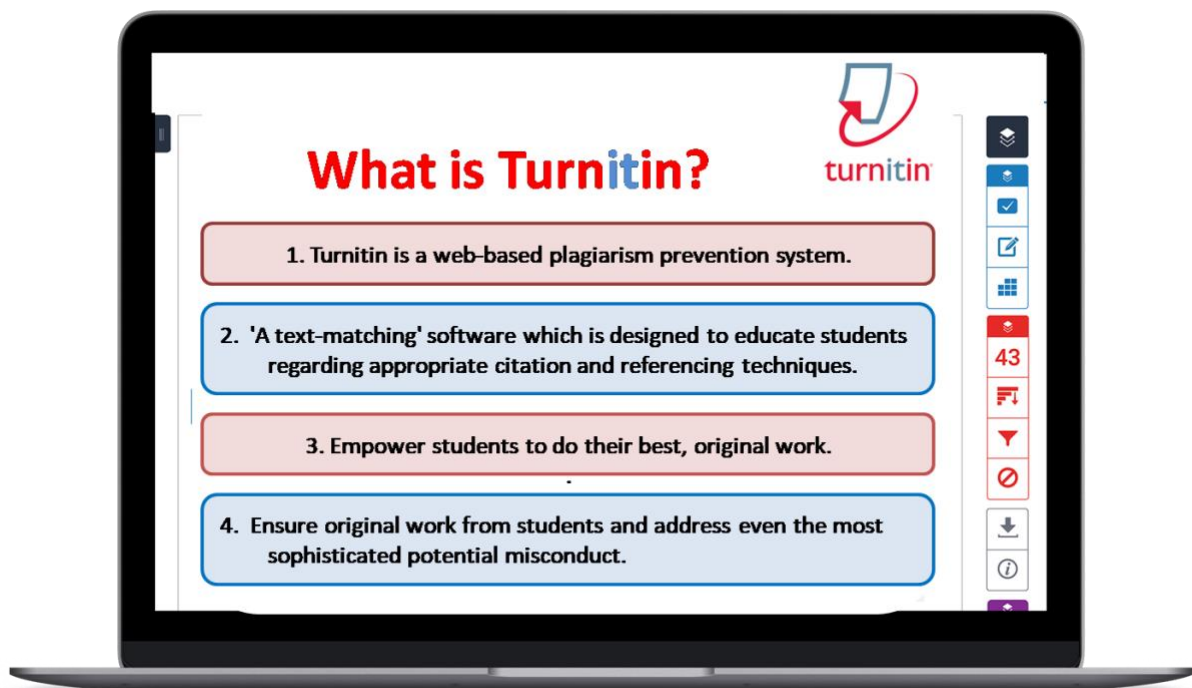 turnitin
What is Turnitin?
1. Turnitin is a web-based plagiarism prevention system.
2. 'A text-matching' software which is designed to educate students
regarding appropriate citation and referencing techniques.
3. Empower students to do their best, original work.
4. Ensure original work from students and address even the most
sophisticated potential misconduct.
43